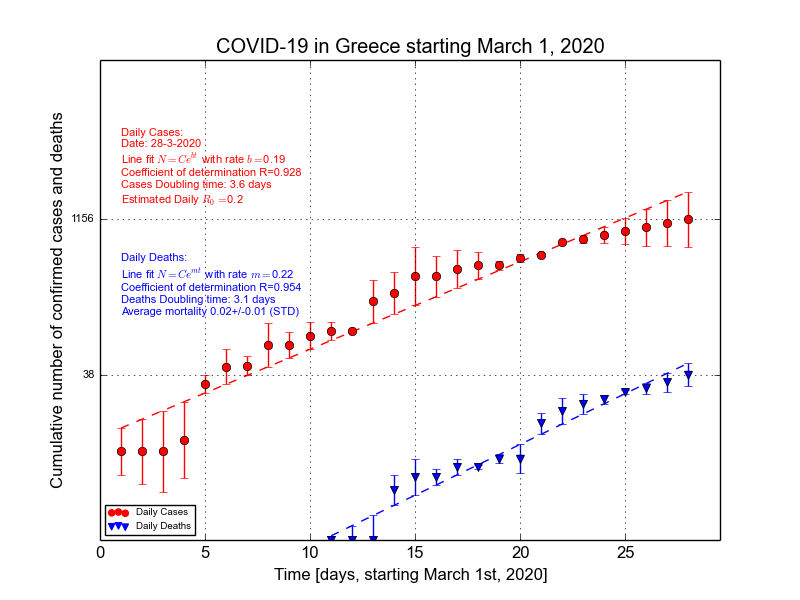 COVID-19 in Greece starting March 1, 2020
Cumulative number of confirmed cases and deaths
Daily Cases:
Date: 28-3-2020
Line fit N = Ce^{bt} with rate b =0.19
Coefficient of determination R=0.928
Cases Doubling time: 3.6 days
Estimated Daily R_0 =0.2
1156
Daily Deaths:
Line fit N = Ce^{mt} with rate m =0.22
Coefficient of determination R=0.954
Deaths Doubling time: 3.1 days
Average mortality 0.02+/-0.01 (STD)
38
Daily Cases
Daily Deaths
0 5 10 15 20 25
Time [days, starting March 1st, 2020]